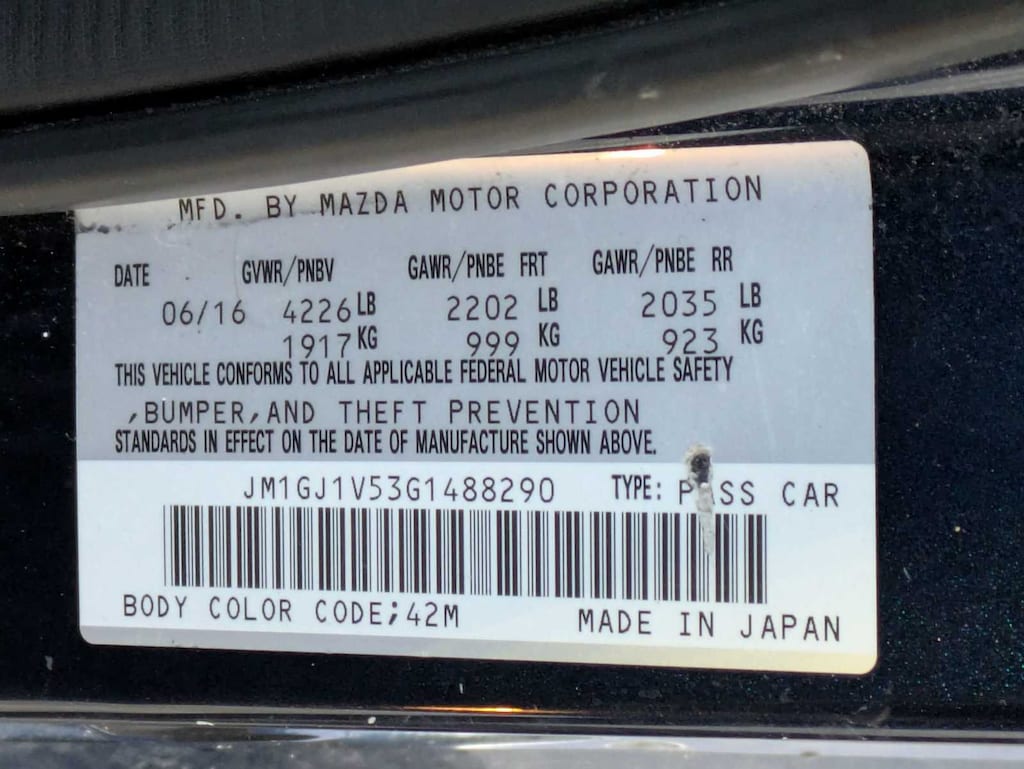 MFD. BY MAZDA MOTOR CORPORATION
DATE GVWR/PNBV GAWR/PNBE FRT GAWR/PNBE RR
06/16 4226 LB 2202 LB 2035 LB
1917 KG 999 KG 923 KG
THIS VEHICLE CONFORMS TO ALL APPLICABLE FEDERAL MOTOR VEHICLE SAFETY
,BUMPER,AND THEFT PREVENTION
STANDARDS IN EFFECT ON THE DATE OF MANUFACTURE SHOWN ABOVE.
JM1GJ1V53G1488290 TYPE: PASS CAR
BODY COLOR CODE;42M MADE IN JAPAN